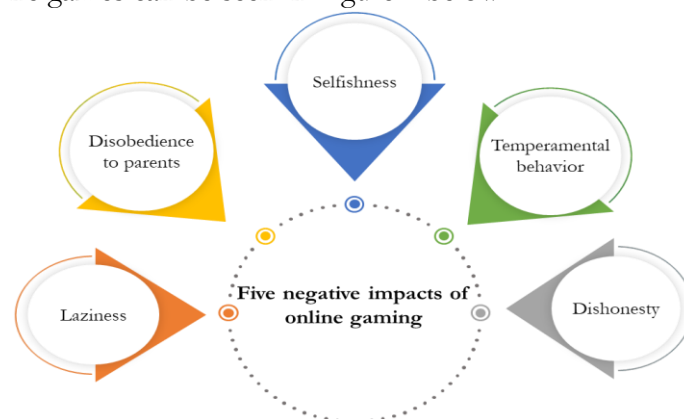 Selfishness
Disobedience
to parents
Temperamental
behavior
Five negative impacts of
online gaming
Laziness
Dishonesty